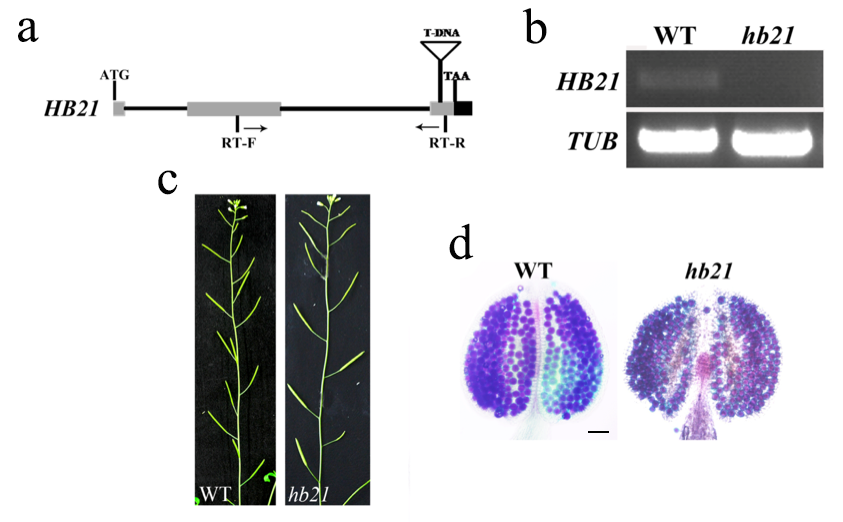 a
T-DNA
ATG
TAA
HB21
RT-F
RT-R
b
WT hb21
HB21
TUB
c
WT
hb21
d
WT hb21